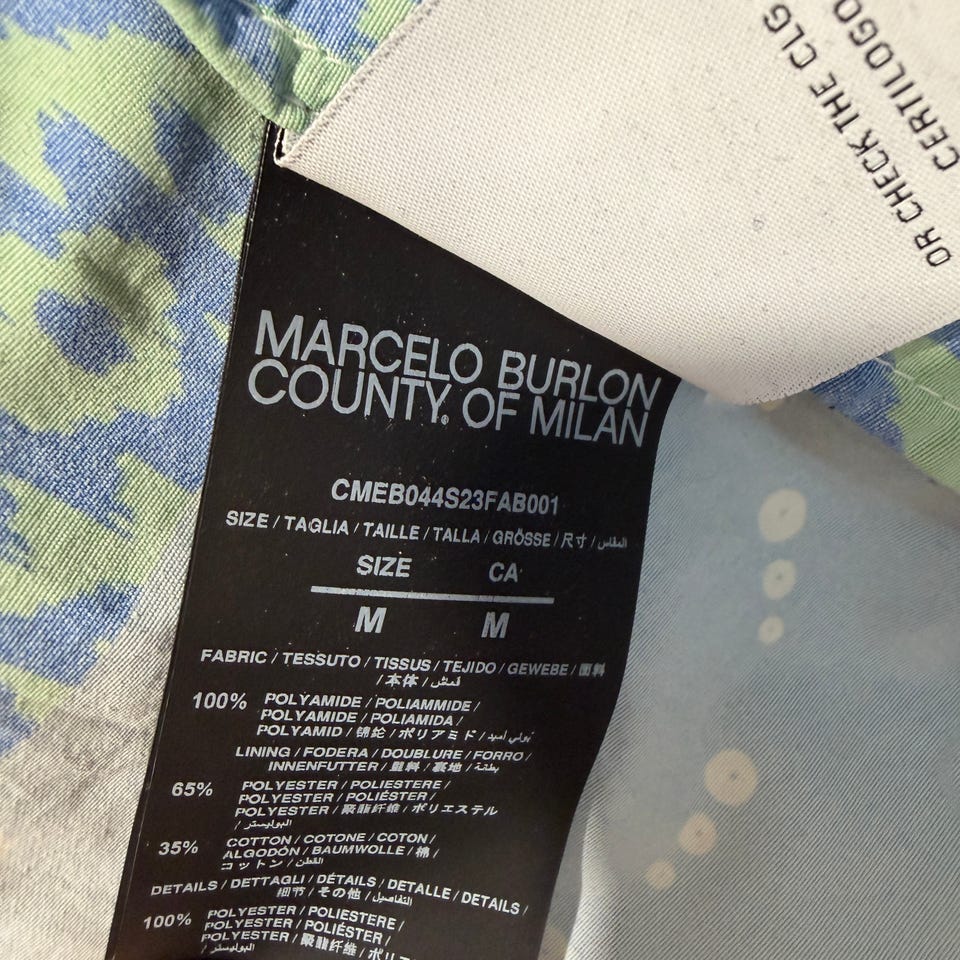 OR CHECK THE CLG
CERTILOGO
MARCELO BURLON
COUNTY OF MILAN
CMEB044S23FAB001
SIZE / TAGLIA / TAILLE / TALLA / GRÖSSE / 尺寸 / المقاس
SIZE CA
M M
FABRIC / TESSUTO / TISSUS / TEJIDO / GEWEBE / 面料
/ 本体 / قمش
100% POLYAMIDE / POLIAMMIDE /
POLYAMIDE / POLIAMIDA /
POLYAMID / 锦纶 / ポリアミド /
LINING / FODERA / DOUBLURE / FORRO /
INNENFUTTER / 里料 / 裏地 / بطانة
65% POLYESTER / POLIESTERE /
POLYESTER / POLIÉSTER /
POLYESTER / 聚酯纤维 / ポリエステル
/ البوليستر
35% COTTON / COTONE / COTON /
ALGODÓN / BAUMWOLLE / 棉 /
コットン / القطن
DETAILS / DETTAGLI / DÉTAILS / DETALLE / DETAILS /
细节 / その他 / التفاصيل
100% POLYESTER / POLIESTERE /
POLYESTER / POLIÉSTER /
POLYESTER / 聚酯纤维 / ポリエ
/ البوليستر